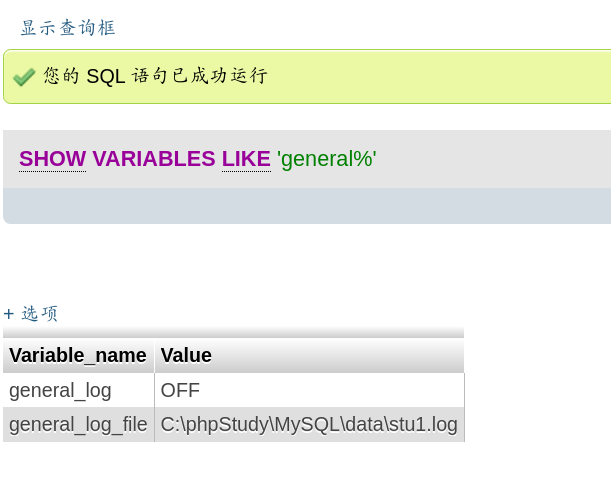 显示查询框
您的 SQL 语句已成功运行
SHOW VARIABLES LIKE 'general%'
+ 选项
Variable_name Value
general_log OFF
general_log_file C:\phpStudy\MySQL\data\stu1.log